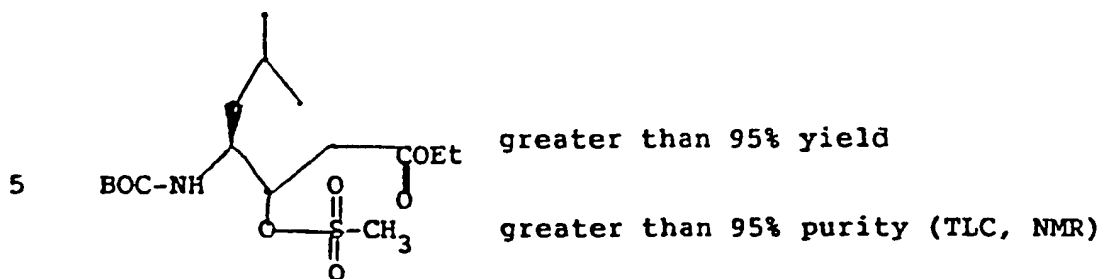 greater than 95% yield
COEt
O
5
BOC-NH
O
O
S
CH3
O
greater than 95% purity (TLC, NMR)